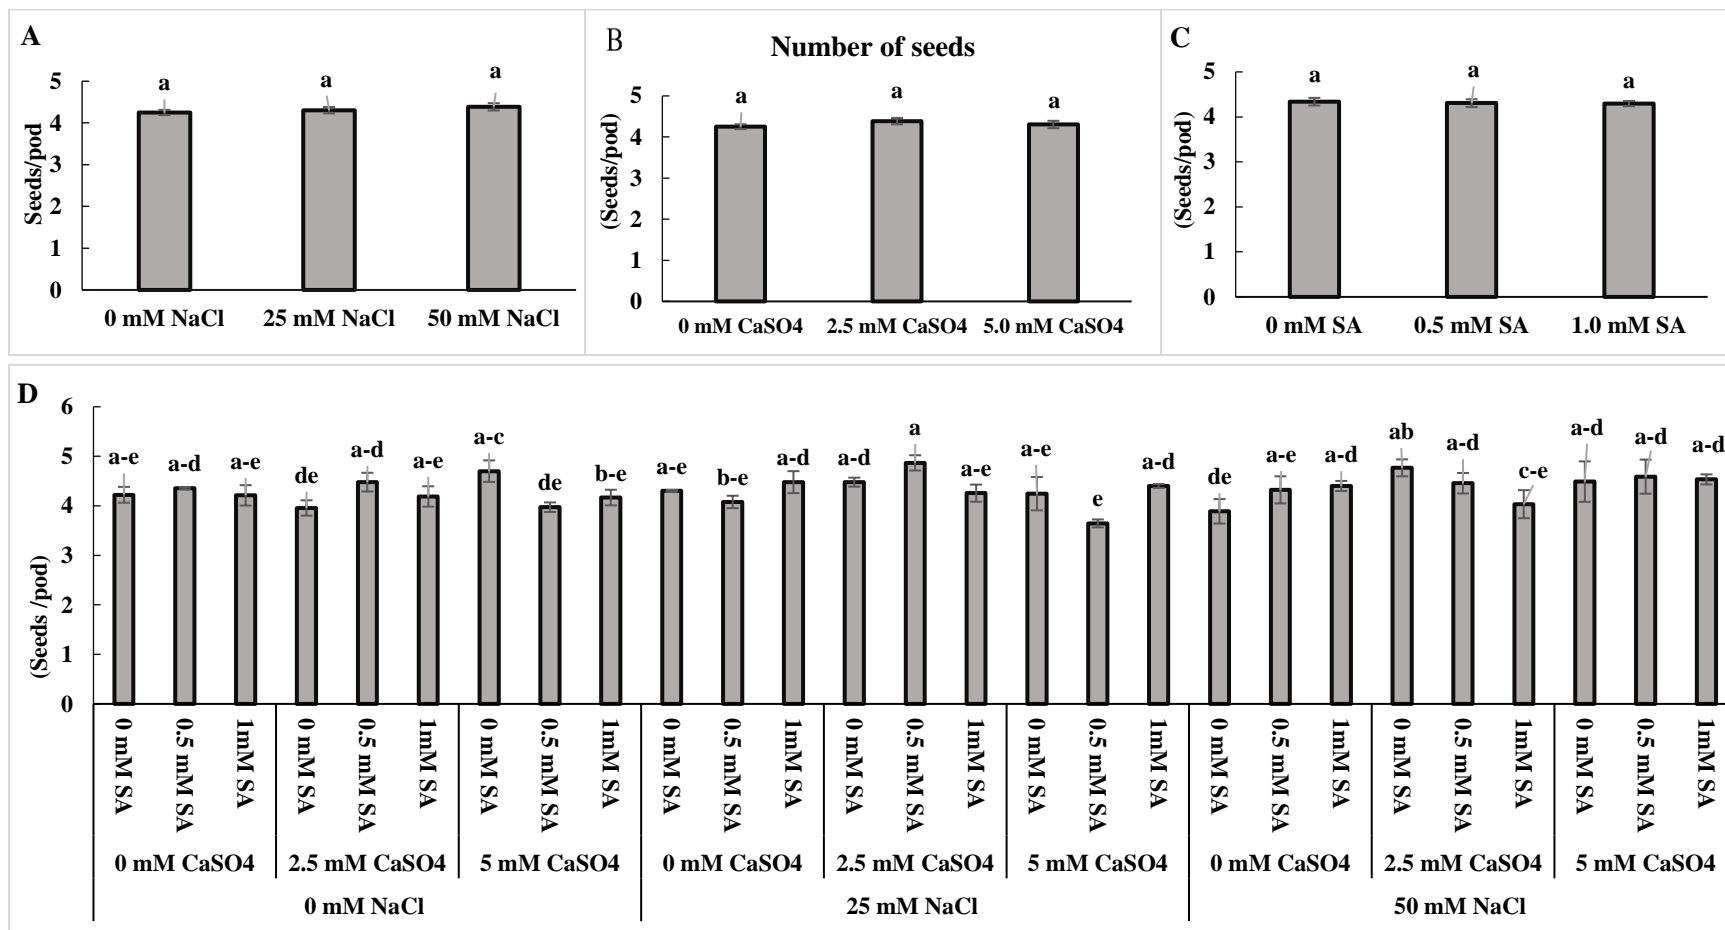 A
Seeds/pod
5
4
3
2
1
0
a
a
a
0 mM NaCl
25 mM NaCl
50 mM NaCl
B
Number of seeds
(Seeds/pod)
5
4
3
2
1
0
a
a
a
0 mM CaSO4
2.5 mM CaSO4
5.0 mM CaSO4
C
(Seeds/pod)
5
4
3
2
1
0
a
a
a
0 mM SA
0.5 mM SA
1.0 mM SA
D
(Seeds /pod)
6
5
4
3
2
1
0
a-e
a-d
a-e
de
a-d
a-e
a-c
de
b-e
a-e
b-e
a-d
a-d
a
a-e
a-e
e
a-d
de
a-e
a-d
ab
a-d
c-e
a-d
a-d
a-d
0 mM SA
0.5 mM SA
1mM SA
0 mM SA
0.5 mM SA
1mM SA
0 mM SA
0.5 mM SA
1mM SA
0 mM SA
0.5 mM SA
1mM SA
0 mM SA
0.5 mM SA
1mM SA
0 mM SA
0.5 mM SA
1mM SA
0 mM SA
0.5 mM SA
1mM SA
0 mM SA
0.5 mM SA
1mM SA
0 mM SA
0.5 mM SA
1mM SA
0 mM CaSO4
2.5 mM CaSO4
5 mM CaSO4
0 mM CaSO4
2.5 mM CaSO4
5 mM CaSO4
0 mM CaSO4
2.5 mM CaSO4
5 mM CaSO4
0 mM NaCl
25 mM NaCl
50 mM NaCl